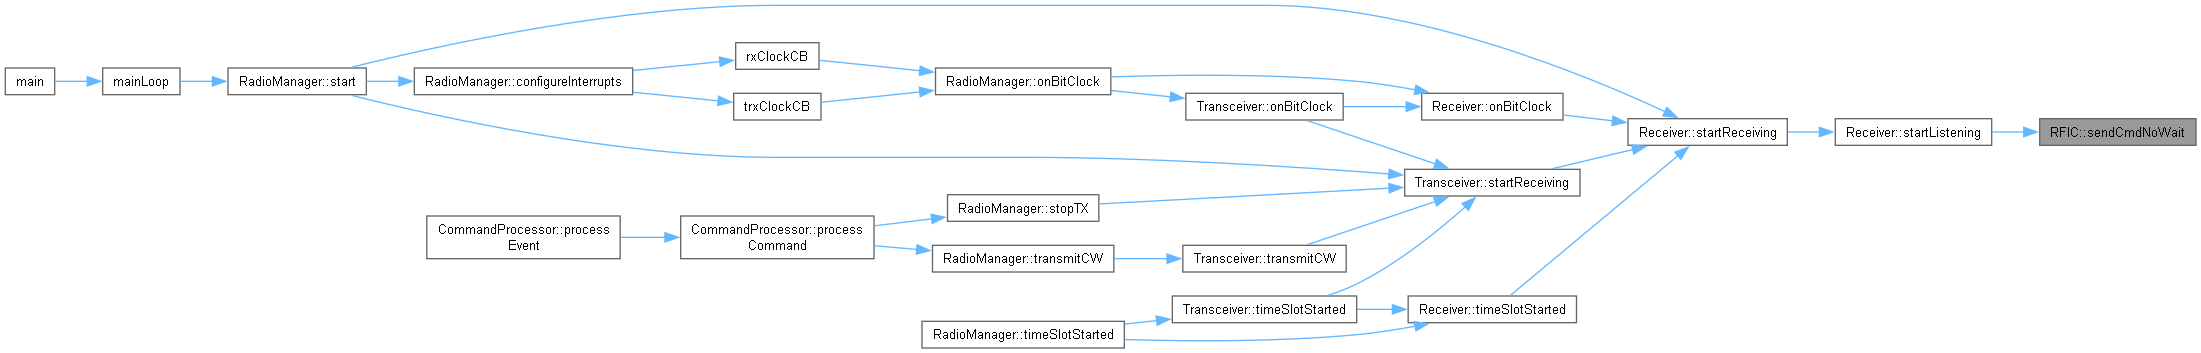 main
mainLoop
RadioManager::start
RadioManager::configureInterrupts
rxClockCB
trxClockCB
RadioManager::onBitClock
Transceiver::onBitClock
Receiver::onBitClock
Receiver::startReceiving
Receiver::startListening
RFIC::sendCmdNoWait
Transceiver::startReceiving
RadioManager::stopTX
CommandProcessor::process
Event
CommandProcessor::process
Command
RadioManager::transmitCW
Transceiver::transmitCW
Transceiver::timeSlotStarted
Receiver::timeSlotStarted
RadioManager::timeSlotStarted